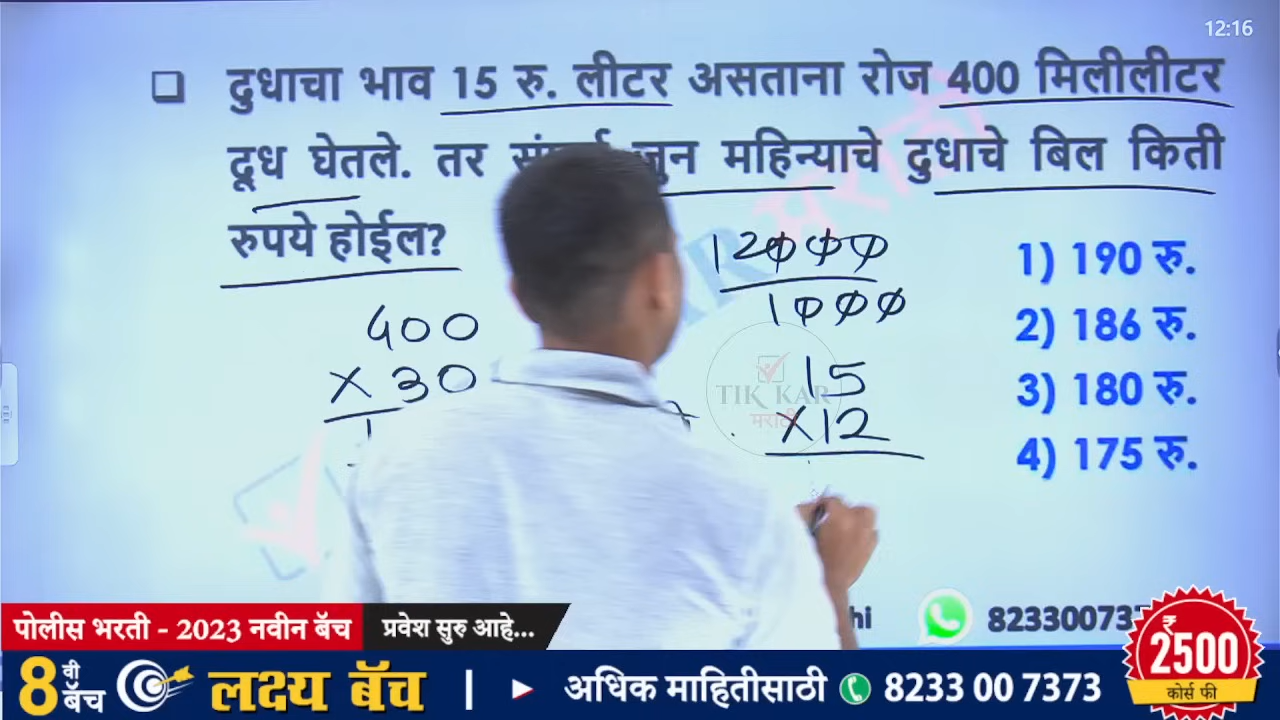 12:16
❑ दुधाचा भाव 15 रु. लीटर असताना रोज 400 मिलीलीटर
दूध घेतले. तर जुन महिन्याचे दुधाचे बिल किती
रुपये होईल?
1) 190 रु.
2) 186 रु.
3) 180 रु.
4) 175 रु.
400
× 30
1
12000
1000
15
×12
TIK KAR
मराठी
8233007373
पोलीस भरती - 2023 नवीन बॅच
प्रवेश सुरु आहे...
₹
2500
कोर्स फी
8 वी बॅच
लक्ष्य बॅच
अधिक माहितीसाठी 8233 00 7373